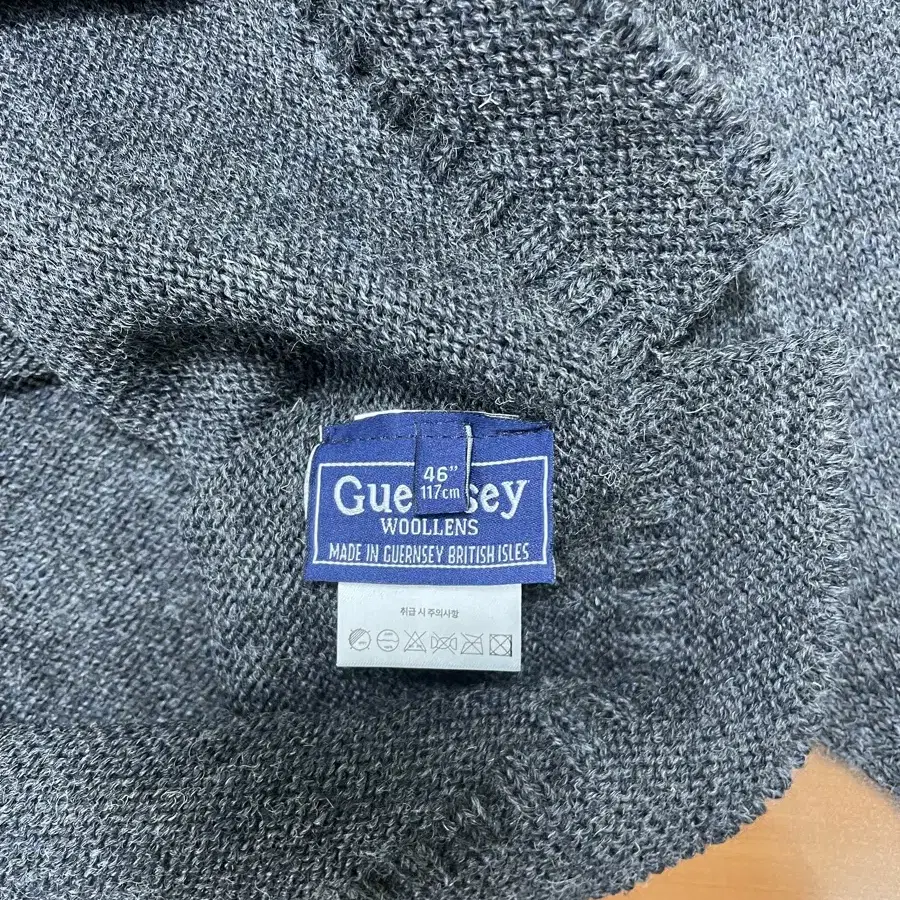 46"
117cm
Guernsey
WOOLLENS
MADE IN GUERNSEY BRITISH ISLES
취급 시 주의사항